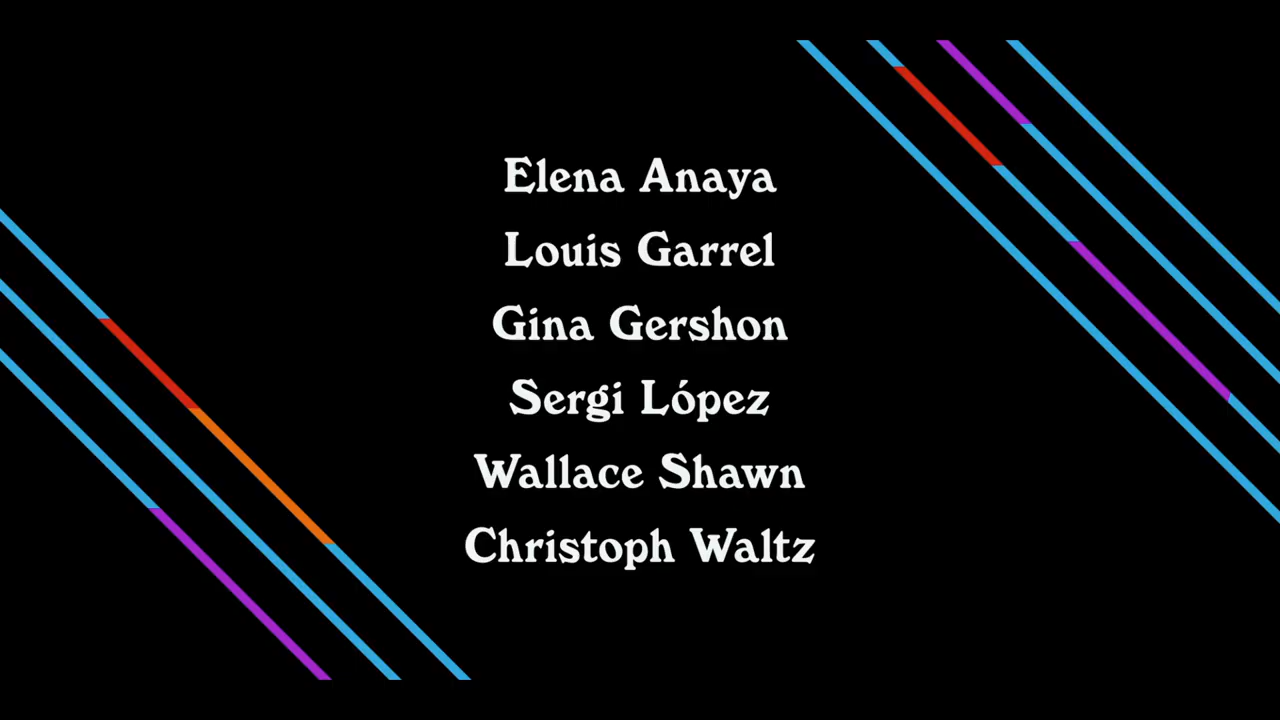 Elena Anaya
Louis Garrel
Gina Gershon
Sergi López
Wallace Shawn
Christoph Waltz